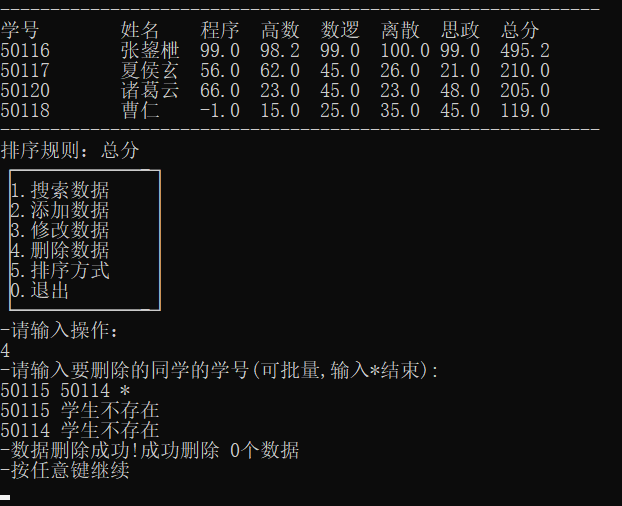 学号 姓名 程序 高数 数逻 离散 思政 总分
50116 张鋆枻 99.0 98.2 99.0 100.0 99.0 495.2
50117 夏侯玄 56.0 62.0 45.0 26.0 21.0 210.0
50120 诸葛云 66.0 23.0 45.0 23.0 48.0 205.0
50118 曹仁 -1.0 15.0 25.0 35.0 45.0 119.0
排序规则: 总分
1.搜索数据
2.添加数据
3.修改数据
4.删除数据
5.排序方式
0.退出
-请输入操作:
4
-请输入要删除的同学的学号(可批量,输入*结束):
50115 50114 *
50115 学生不存在
50114 学生不存在
-数据删除成功!成功删除 0个数据
-按任意键继续